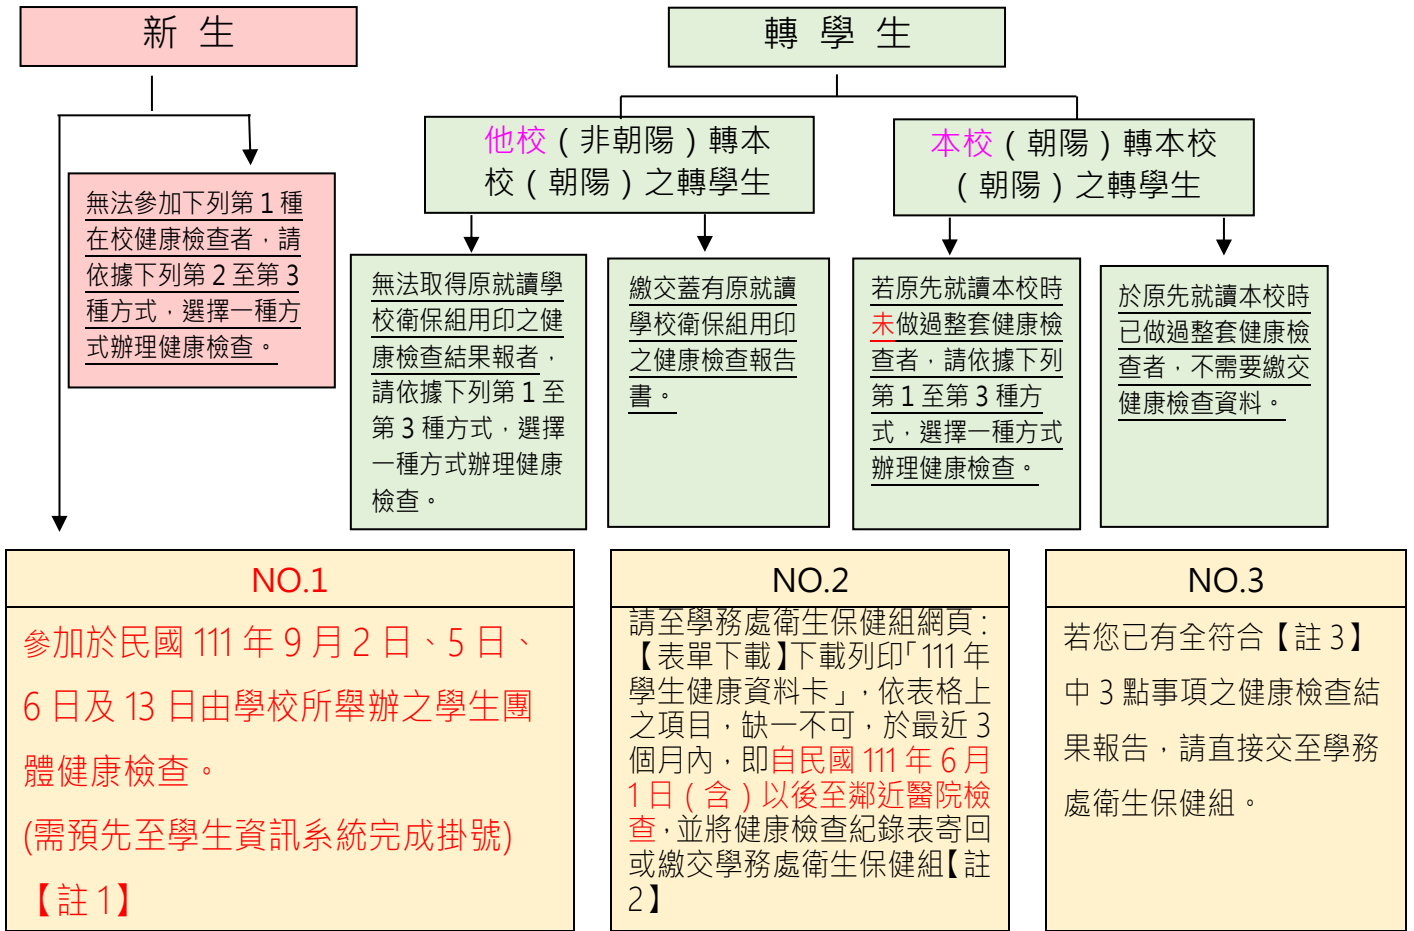 新 生
轉 學 生
他校（非朝陽）轉本
校（朝陽）之轉學生
本校（朝陽）轉本校
（朝陽）之轉學生
無法參加下列第 1 種
在校健康檢查者，請
依據下列第 2 至第 3
種方式，選擇一種方
式辦理健康檢查。
無法取得原就讀學
校衛保組用印之健
康檢查結果報者，
請依據下列第 1 至
第 3 種方式，選擇
一種方式辦理健康
檢查。
繳交蓋有原就讀
學校衛保組用印
之健康檢查報告
書。
若原先就讀本校時
未做過整套健康檢
查者，請依據下列
第 1 至第 3 種方
式，選擇一種方式
辦理健康檢查。
於原先就讀本校時
已做過整套健康檢
查者，不需要繳交
健康檢查資料。
NO.1
參加於民國 111 年 9 月 2 日、5 日、
6 日及 13 日由學校所舉辦之學生團
體健康檢查。
(需預先至學生資訊系統完成掛號)
【註 1】
NO.2
請至學務處衛生保健組網頁：
【表單下載】下載列印「111 年
學生健康資料卡」，依表格上
之項目，缺一不可，於最近 3
個月內，即自民國 111 年 6 月
1 日（含）以後至鄰近醫院檢
查，並將健康檢查紀錄表寄回
或繳交學務處衛生保健組【註
2】
NO.3
若您已有全符合【註 3】
中 3 點事項之健康檢查結
果報告，請直接交至學務
處衛生保健組。